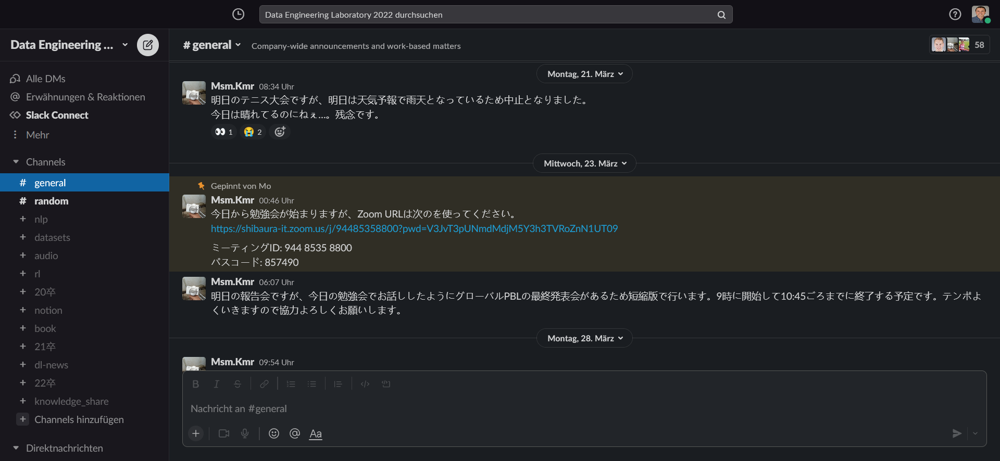 Data Engineering Laboratory 2022 durchsuchen
Data Engineering ...
Alle DMs
Erwähnungen & Reaktionen
Slack Connect
Mehr
Channels
# general
# random
+ nlp
+ datasets
+ audio
+ rl
+ 20卒
+ notion
+ book
+ 21卒
+ dl-news
+ 22卒
+ knowledge_share
+ Channels hinzufügen
Direktnachrichten
# general
Company-wide announcements and work-based matters
58
Montag, 21. März
Msm.Kmr 08:34 Uhr
明日のテニス大会ですが、明日は天気予報で雨天となっているため中止となりました。
今日は晴れてるのにねぇ…。残念です。
1 2
Mittwoch, 23. März
Gepinnt von Mo
Msm.Kmr 00:46 Uhr
今日から勉強会が始まりますが、Zoom URLは次のを使ってください。
https://shibaura-it.zoom.us/j/94485358800?pwd=V3JvT3pUNmdMdjM5Y3h3TVRoZnN1UT09
ミーティングID: 944 8535 8800
パスコード: 857490
Msm.Kmr 06:07 Uhr
明日の報告会ですが、今日の勉強会でお話ししたようにグローバルPBLの最終発表会があるため短縮版で行います。9時に開始して10:45ごろまでに終了する予定です。テンポよ
くいきますので協力よろしくお願いします。
Montag, 28. März
Msm.Kmr 09:54 Uhr
B I S
Nachricht an #general
+ @ Aa